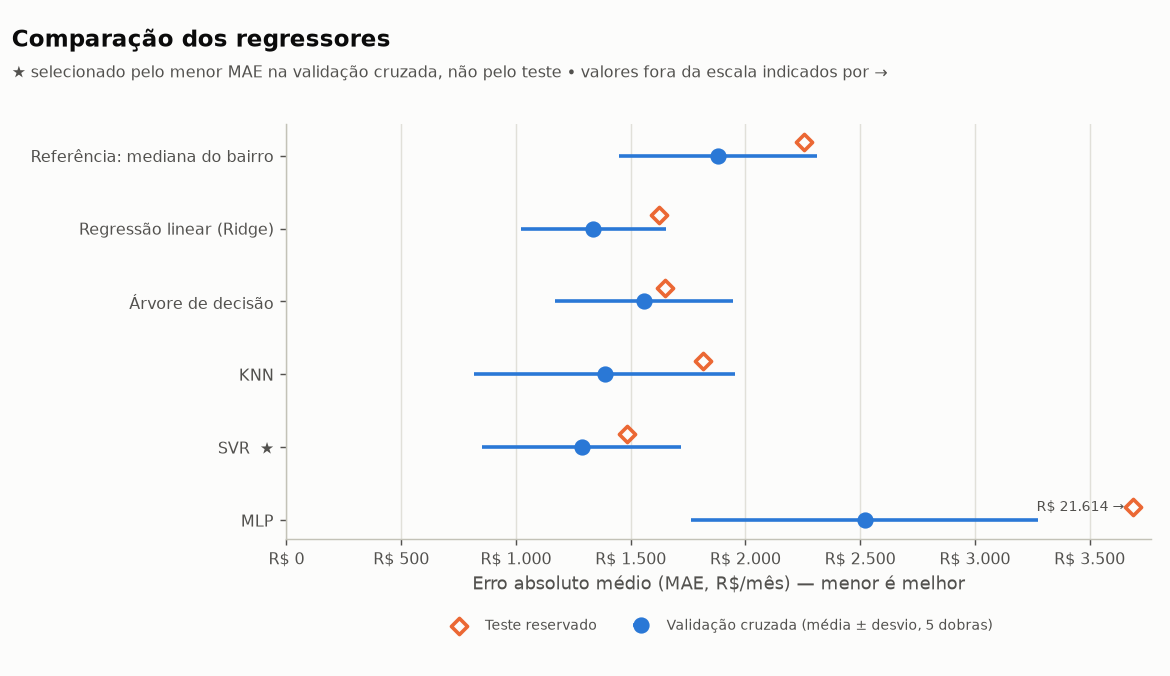 Comparação dos regressores
★ selecionado pelo menor MAE na validação cruzada, não pelo teste • valores fora da escala indicados por →
Referência: mediana do bairro
Regressão linear (Ridge)
Árvore de decisão
KNN
SVR ★
R$ 21.614 →
MLP
R$ 0 R$ 500 R$ 1.000 R$ 1.500 R$ 2.000 R$ 2.500 R$ 3.000 R$ 3.500
Erro absoluto médio (MAE, R$/mês) — menor é melhor
Teste reservado Validação cruzada (média ± desvio, 5 dobras)